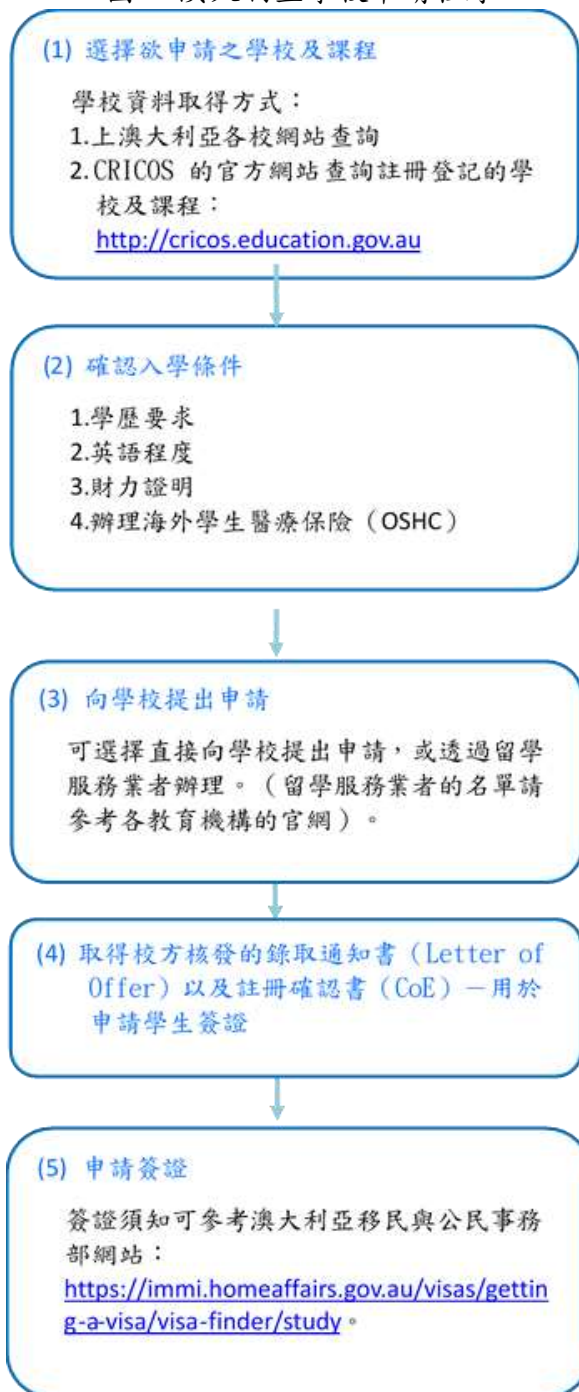 (1) 選擇欲申請之學校及課程
學校資料取得方式：
1.上澳大利亞各校網站查詢
2.CRICOS 的官方網站查詢註冊登記的學
校及課程：
http://cricos.education.gov.au
(2) 確認入學條件
1.學歷要求
2.英語程度
3.財力證明
4.辦理海外學生醫療保險（OSHC）
(3) 向學校提出申請
可選擇直接向學校提出申請，或透過留學
服務業者辦理。（留學服務業者的名單請
參考各教育機構的官網）。
(4) 取得校方核發的錄取通知書（Letter of
Offer）以及註冊確認書（CoE）－用於
申請學生簽證
(5) 申請簽證
簽證須知可參考澳大利亞移民與公民事務
部網站：
https://immi.homeaffairs.gov.au/visas/gettin
g-a-visa/visa-finder/study。